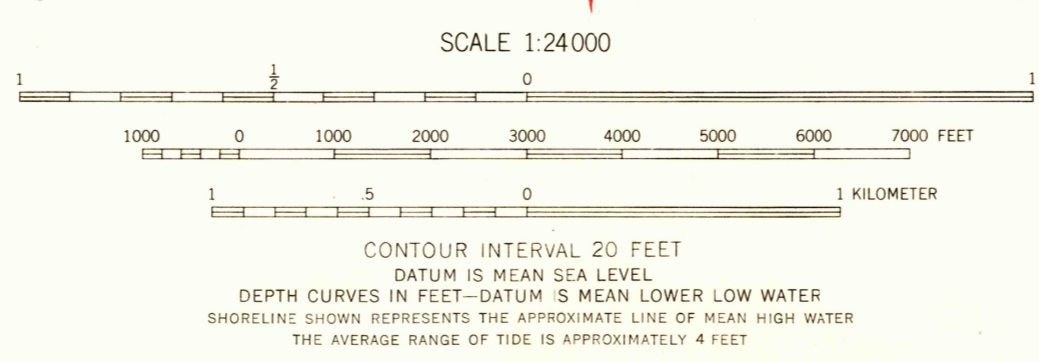 SCALE 1:24000
1 ½ 0 1
1000 0 1000 2000 3000 4000 5000 6000 7000 FEET
1 .5 0 1 KILOMETER
CONTOUR INTERVAL 20 FEET
DATUM IS MEAN SEA LEVEL
DEPTH CURVES IN FEET—DATUM IS MEAN LOWER LOW WATER
SHORELINE SHOWN REPRESENTS THE APPROXIMATE LINE OF MEAN HIGH WATER
THE AVERAGE RANGE OF TIDE IS APPROXIMATELY 4 FEET